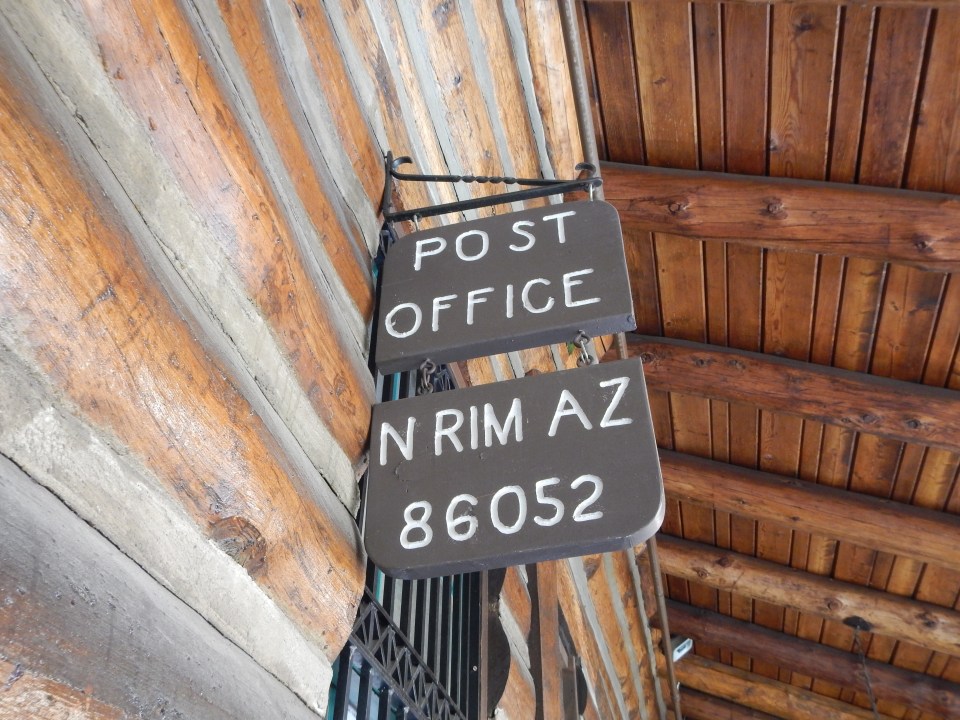 POST
OFFICE
N RIM AZ
86052